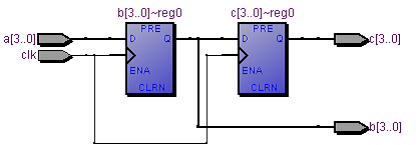 b[3..0]~reg0
c[3..0]~reg0
PRE
PRE
a[3..0]
D
Q
D
Q
c[3..0]
clk
ENA
ENA
CLRN
CLRN
b[3..0]